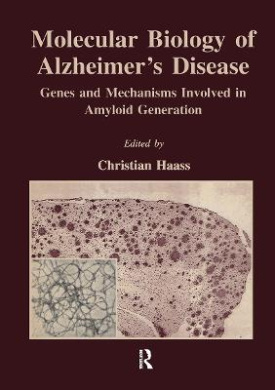 Molecular Biology of
Alzheimer's Disease
Genes and Mechanisms Involved in
Amyloid Generation
Edited by
Christian Haass
R